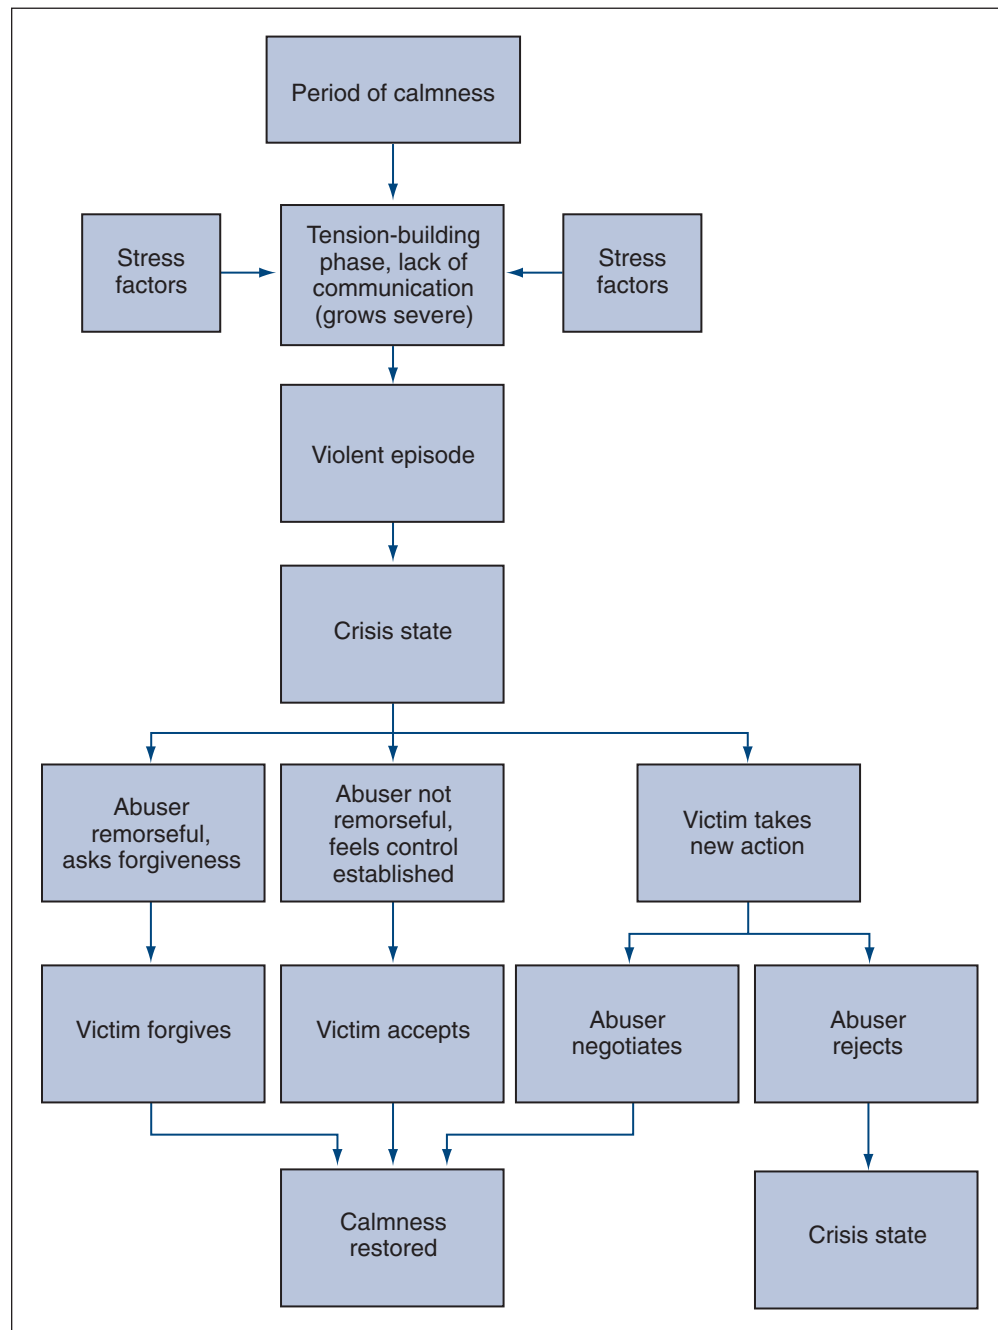 Period of calmness
Stress
factors
Tension-building
phase, lack of
communication
(grows severe)
Stress
factors
Violent episode
Crisis state
Abuser
remorseful,
asks forgiveness
Abuser not
remorseful,
feels control
established
Victim takes
new action
Victim forgives
Victim accepts
Abuser
negotiates
Abuser
rejects
Calmness
restored
Crisis state